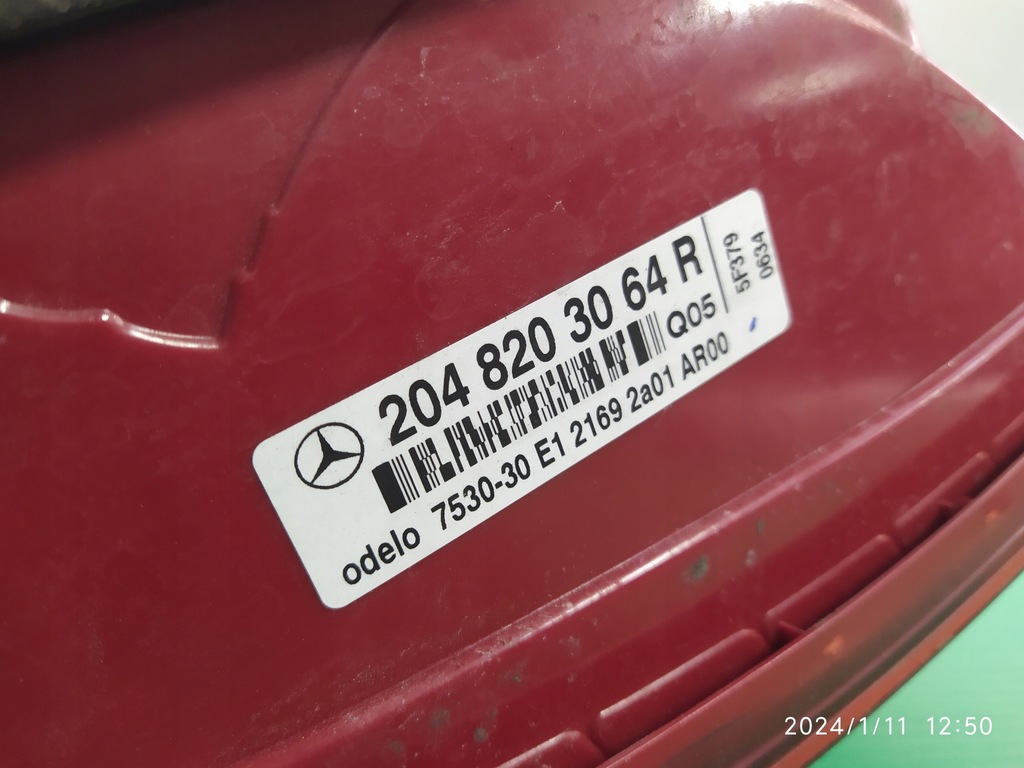 204 820 30 64 R
Q05
7530-30 E1 2169 2a01 AR00
odelo
5F379
0634
2024/1/11 12:50